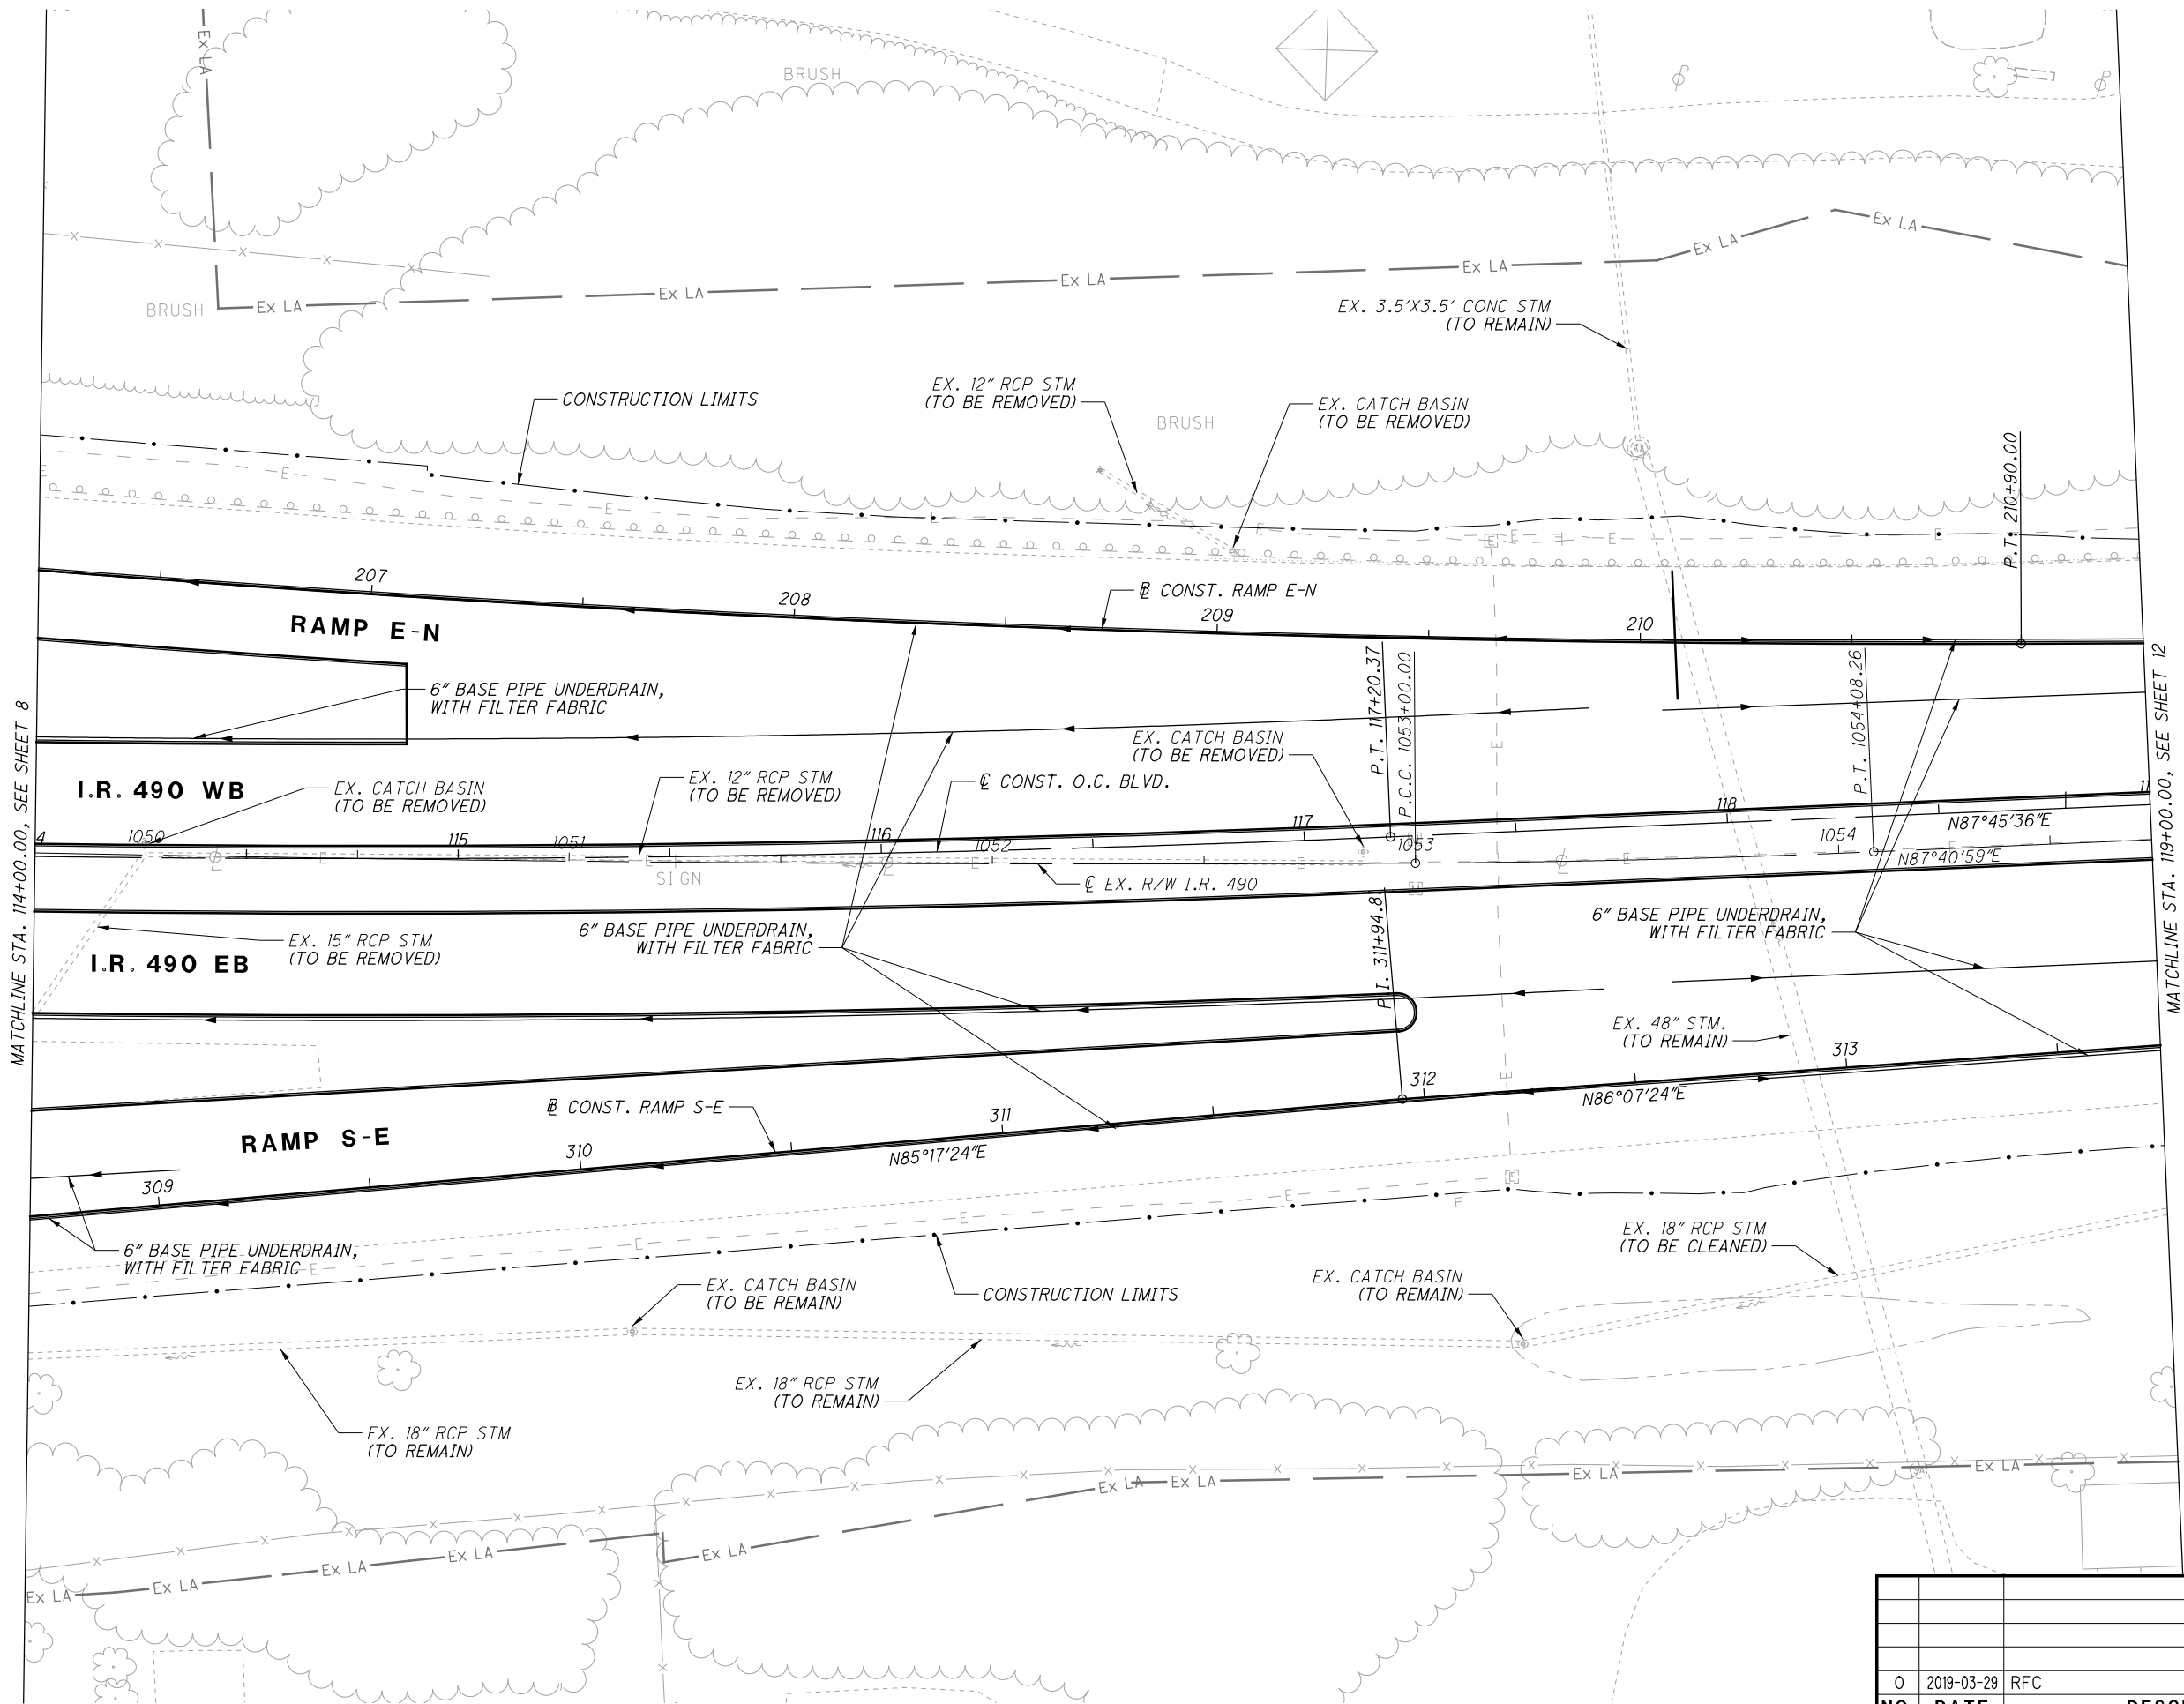 Ex LA
BRUSH
Ex LA
Ex LA
Ex LA
Ex LA
Ex LA
Ex LA
BRUSH
EX. 3.5'X3.5' CONC STM
(TO REMAIN)
CONSTRUCTION LIMITS
EX. 12" RCP STM
(TO BE REMOVED)
BRUSH
EX. CATCH BASIN
(TO BE REMOVED)
P.T. 210+90.00
207
208
209
210
RAMP E-N
℄ CONST. RAMP E-N
6" BASE PIPE UNDERDRAIN,
WITH FILTER FABRIC
P.T. 117+20.37
P.C.C. 1053+00.00
P.T. 1054+08.26
MATCHLINE STA. 114+00.00, SEE SHEET 8
MATCHLINE STA. 119+00.00, SEE SHEET 12
EX. CATCH BASIN
(TO BE REMOVED)
I.R. 490 WB
EX. CATCH BASIN
(TO BE REMOVED)
EX. 12" RCP STM
(TO BE REMOVED)
℄ CONST. O.C. BLVD.
4
1050
115
1051
116
1052
117
1053
118
1054
11
N87°45'36"E
N87°40'59"E
SIGN
℄ EX. R/W I.R. 490
EX. 15" RCP STM
(TO BE REMOVED)
6" BASE PIPE UNDERDRAIN,
WITH FILTER FABRIC
P.I. 311+94.8
6" BASE PIPE UNDERDRAIN,
WITH FILTER FABRIC
I.R. 490 EB
EX. 48" STM.
(TO REMAIN)
313
312
N86°07'24"E
℄ CONST. RAMP S-E
311
N85°17'24"E
RAMP S-E
310
309
6" BASE PIPE UNDERDRAIN,
WITH FILTER FABRIC
EX. CATCH BASIN
(TO BE REMAIN)
CONSTRUCTION LIMITS
EX. CATCH BASIN
(TO REMAIN)
EX. 18" RCP STM
(TO BE CLEANED)
EX. 18" RCP STM
(TO REMAIN)
EX. 18" RCP STM
(TO REMAIN)
Ex LA
Ex LA
Ex LA
Ex LA
Ex LA
Ex LA
Ex LA
Ex LA
Ex LA
0 2019-03-29 RFC